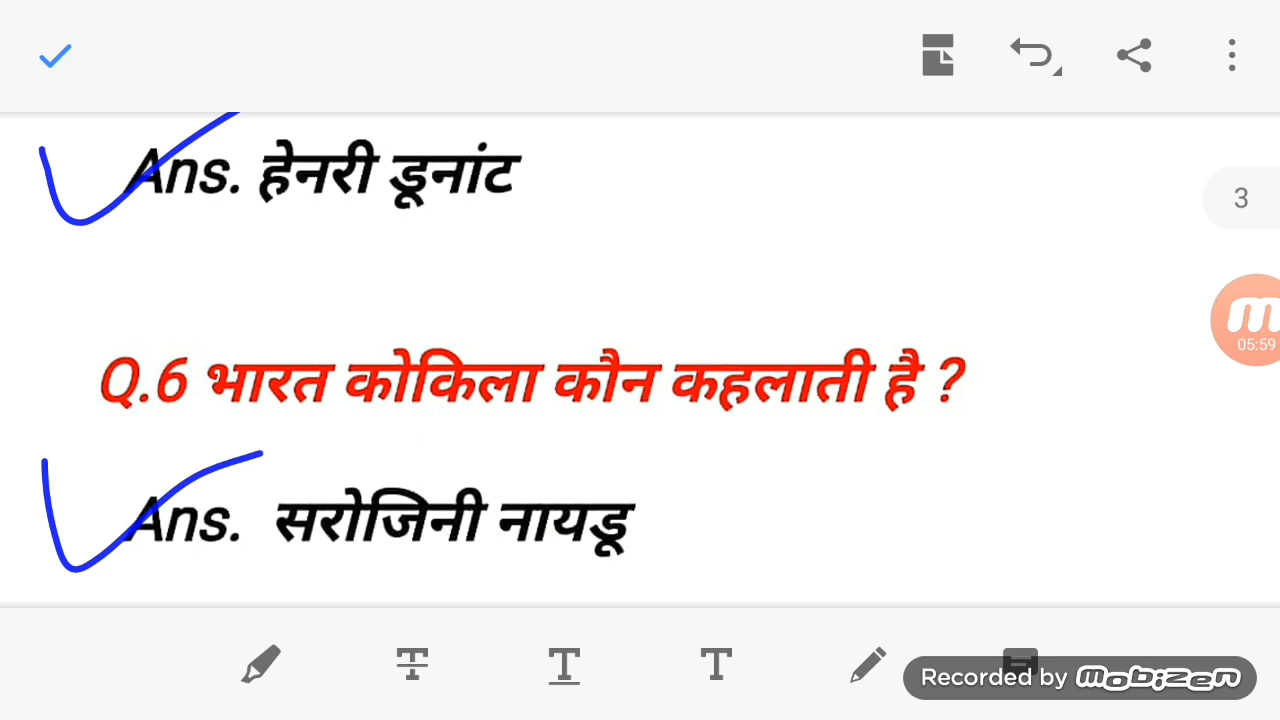 Ans. हेनरी डूनांट
3
05:59
Q.6 भारत कोकिला कौन कहलाती है ?
Ans. सरोजिनी नायडू
T T T
Recorded by mobizen